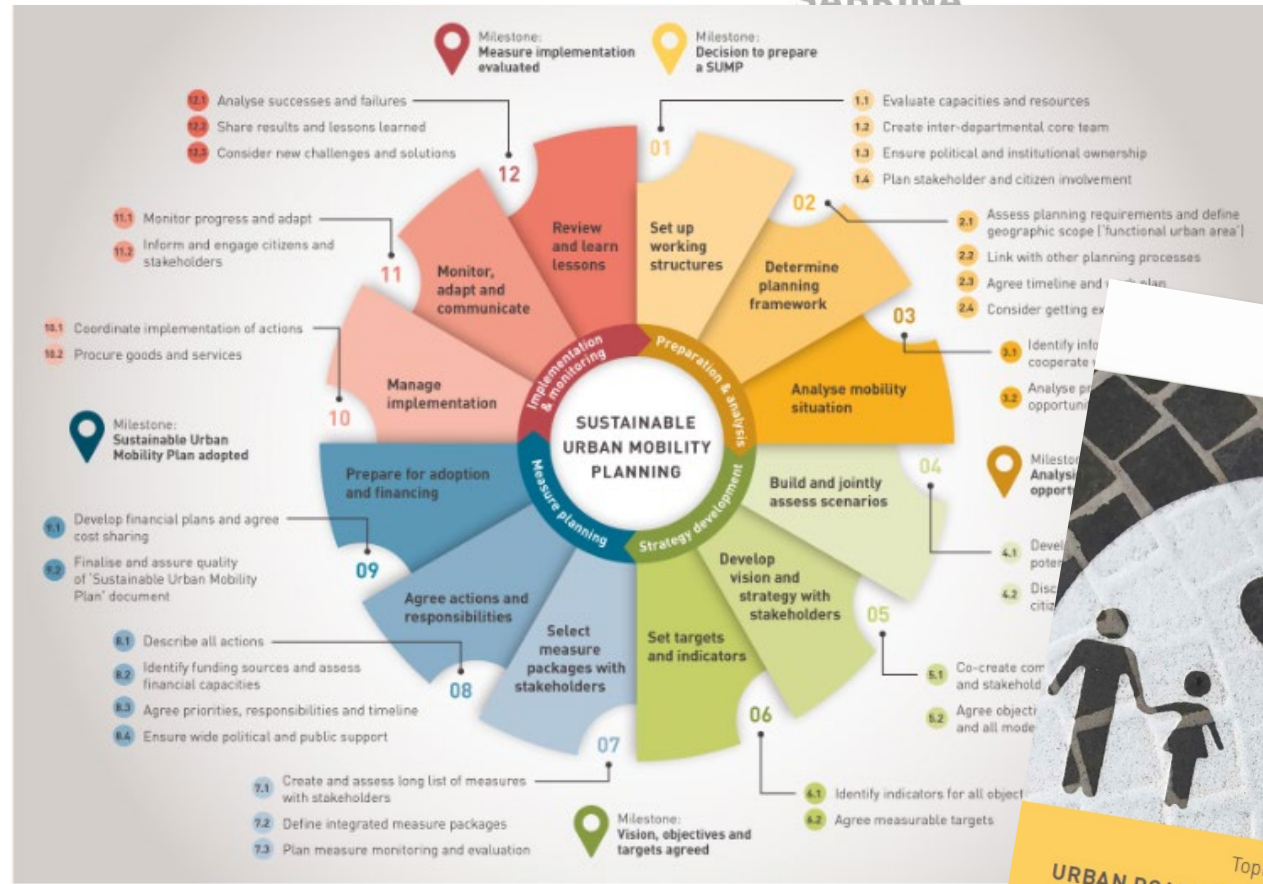 SABRINA
Milestone:
Measure implementation
evaluated
Milestone:
Decision to prepare
a SUMP
12.1 Analyse successes and failures
12.2 Share results and lessons learned
12.3 Consider new challenges and solutions
1.1 Evaluate capacities and resources
1.2 Create inter-departmental core team
1.3 Ensure political and institutional ownership
1.4 Plan stakeholder and citizen involvement
11.1 Monitor progress and adapt
11.2 Inform and engage citizens and
stakeholders
2.1 Assess planning requirements and define
geographic scope ('functional urban area')
2.2 Link with other planning processes
2.3 Agree timeline and work plan
2.4 Consider getting
10.1 Coordinate implementation of actions
10.2 Procure goods and services
3.1 Identify
cooperate
3.2 Analyse
Milestone:
Sustainable Urban
Mobility Plan adopted
9.1 Develop financial plans and agree
cost sharing
9.2 Finalise and assure quality
of 'Sustainable Urban Mobility
Plan' document
4.1
4.2
8.1 Describe all actions
8.2 Identify funding sources and assess
financial capacities
8.3 Agree priorities, responsibilities and timeline
8.4 Ensure wide political and public support
5.1 Co-create
and
5.2 Agree
and all
7.1 Create and assess long list of measures
with stakeholders
7.2 Define integrated measure packages
7.3 Plan measure monitoring and evaluation
Milestone:
Vision, objectives and
targets agreed
6.1 Identify indicators for all
6.2 Agree measurable targets
01
Set up
working
structures
02
Determine
planning
framework
03
Analyse mobility
situation
04
Build and jointly
assess scenarios
05
Develop
vision and
strategy with
stakeholders
06
Set targets
and indicators
07
Select
measure
packages with
stakeholders
08
Agree actions and
responsibilities
09
Prepare for adoption
and financing
10
Manage
implementation
11
Monitor,
adapt and
communicate
12
Review
and learn
lessons
Preparation & analysis
Strategy development
Measure planning
Implementation
& monitoring
SUSTAINABLE
URBAN MOBILITY
PLANNING
URBAN